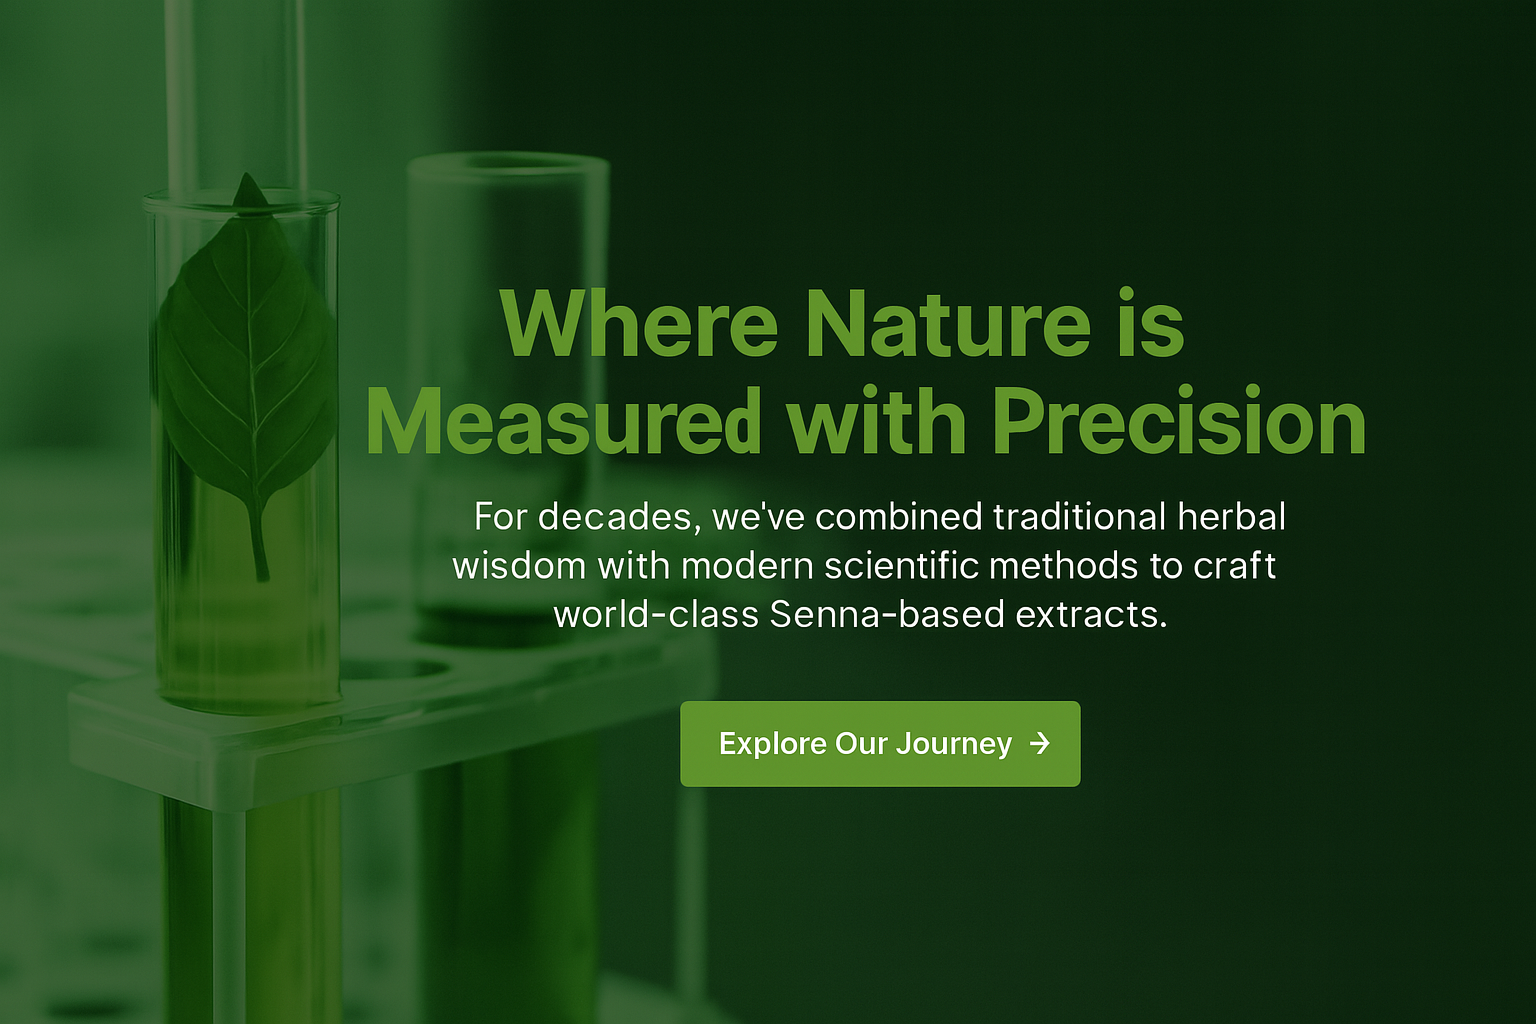 Where Nature is
Measured with Precision
For decades, we've combined traditional herbal
wisdom with modern scientific methods to craft
world-class Senna-based extracts.
Explore Our Journey →